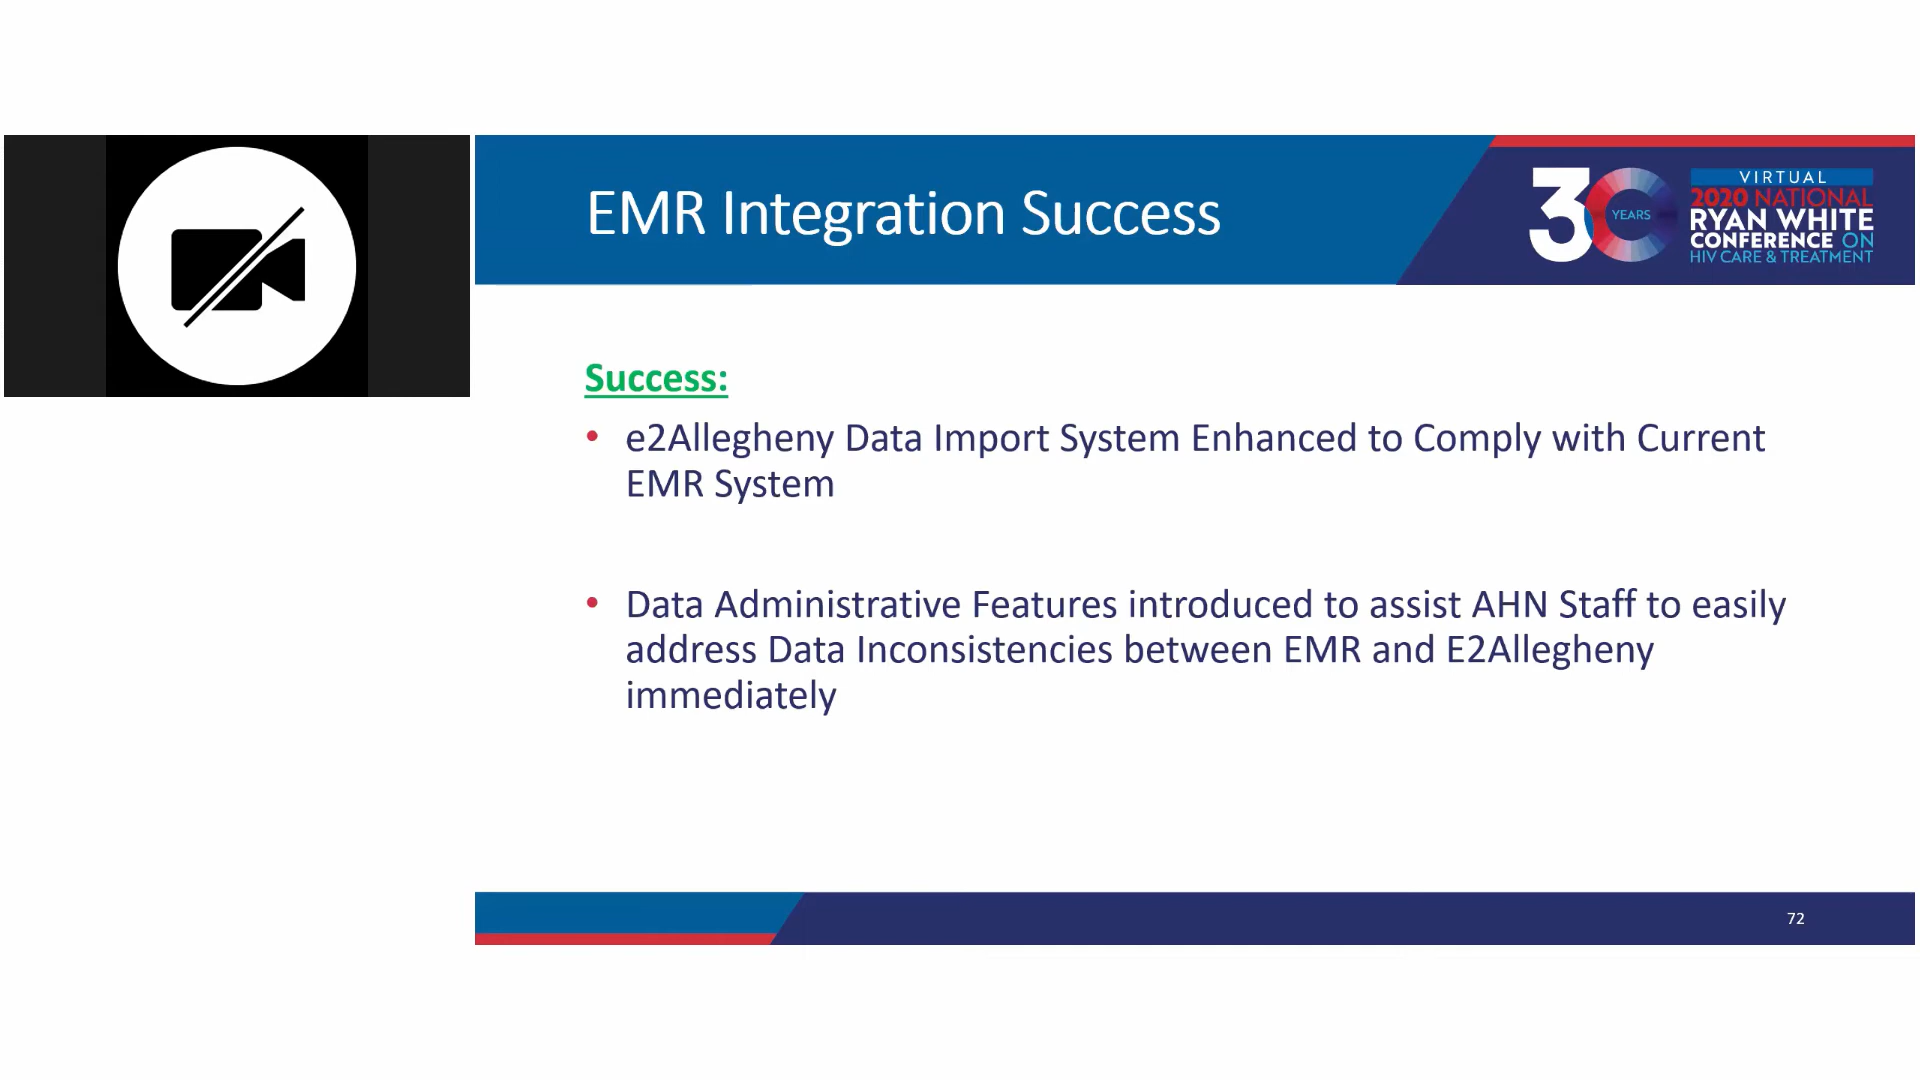 EMR Integration Success
30
YEARS
VIRTUAL
2020 NATIONAL
RYAN WHITE
CONFERENCE ON
HIV CARE & TREATMENT
Success:
• e2Allegheny Data Import System Enhanced to Comply with Current
EMR System
• Data Administrative Features introduced to assist AHN Staff to easily
address Data Inconsistencies between EMR and E2Allegheny
immediately
72